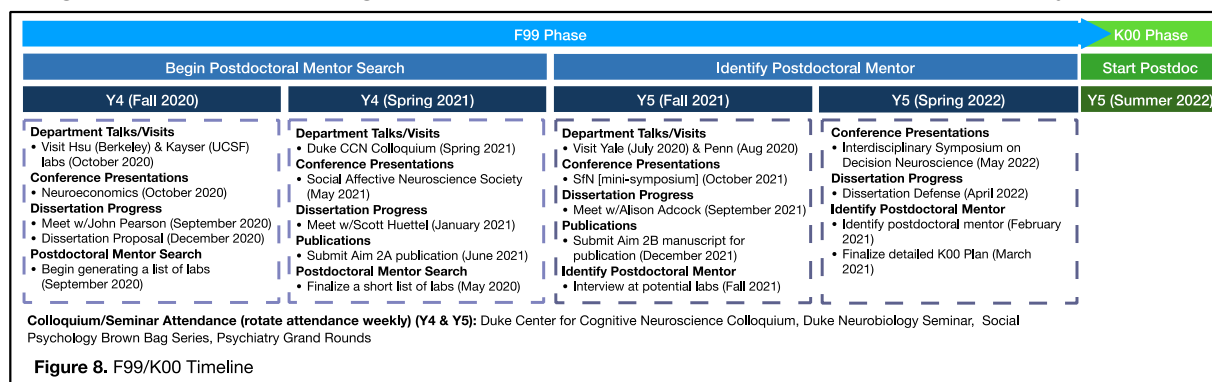 F99 Phase
K00 Phase
Begin Postdoctoral Mentor Search
Identify Postdoctoral Mentor
Start Postdoc
Y4 (Fall 2020)
Y4 (Spring 2021)
Y5 (Fall 2021)
Y5 (Spring 2022)
Y5 (Summer 2022)
Department Talks/Visits
• Visit Hsu (Berkeley) & Kayser (UCSF)
labs (October 2020)
Conference Presentations
• Neuroeconomics (October 2020)
Dissertation Progress
• Meet w/John Pearson (September 2020)
• Dissertation Proposal (December 2020)
Postdoctoral Mentor Search
• Begin generating a list of labs
(September 2020)
Department Talks/Visits
• Duke CCN Colloquium (Spring 2021)
Conference Presentations
• Social Affective Neuroscience Society
(May 2021)
Dissertation Progress
• Meet w/Scott Huettel (January 2021)
Publications
• Submit Aim 2A publication (June 2021)
Postdoctoral Mentor Search
• Finalize a short list of labs (May 2020)
Department Talks/Visits
• Visit Yale (July 2020) & Penn (Aug 2020)
Conference Presentations
• SfN [mini-symposium] (October 2021)
Dissertation Progress
• Meet w/Alison Adcock (September 2021)
Publications
• Submit Aim 2B manuscript for
publication (December 2021)
Identify Postdoctoral Mentor
• Interview at potential labs (Fall 2021)
Conference Presentations
• Interdisciplinary Symposium on
Decision Neuroscience (May 2022)
Dissertation Progress
• Dissertation Defense (April 2022)
Identify Postdoctoral Mentor
• Identify postdoctoral mentor (February
2021)
• Finalize detailed K00 Plan (March
2021)
Colloquium/Seminar Attendance (rotate attendance weekly) (Y4 & Y5): Duke Center for Cognitive Neuroscience Colloquium, Duke Neurobiology Seminar, Social
Psychology Brown Bag Series, Psychiatry Grand Rounds
Figure 8. F99/K00 Timeline